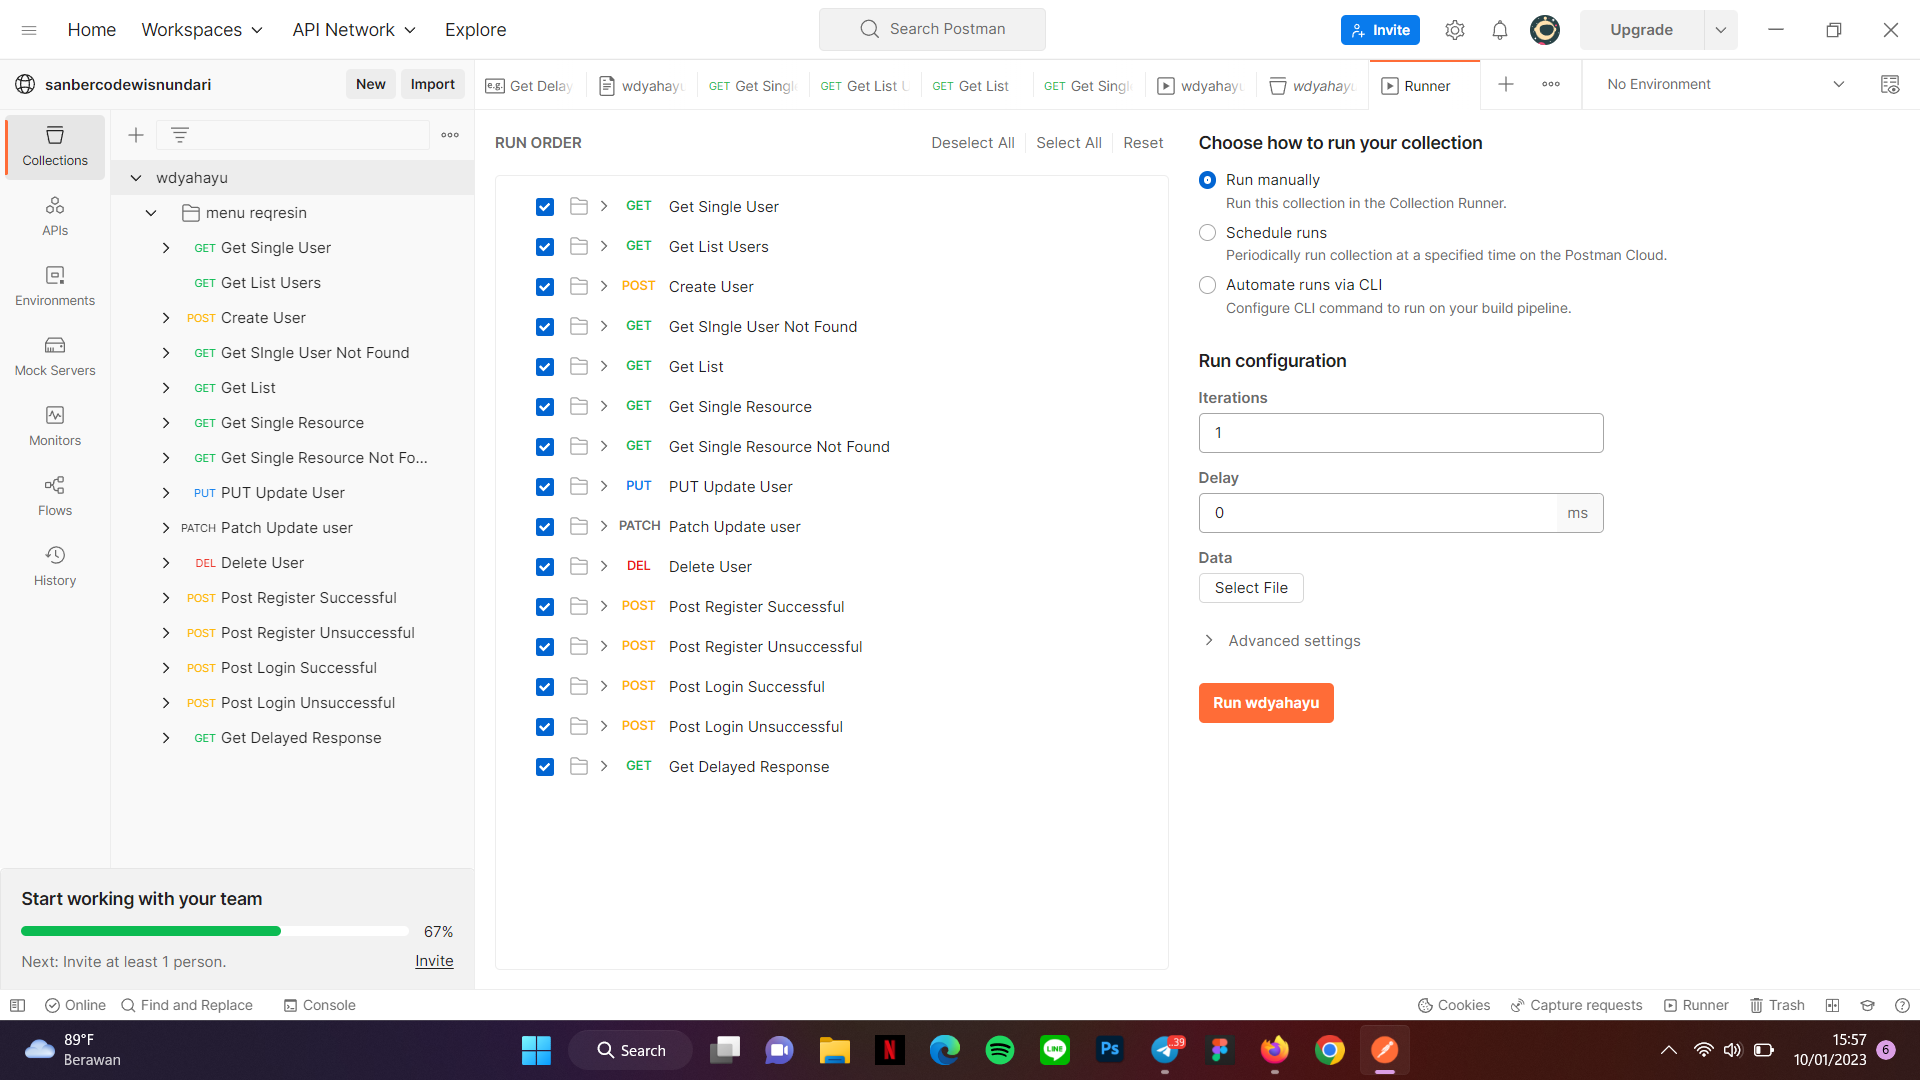 Home
Workspaces
API Network
Explore
Search Postman
Invite
Upgrade
sanbercodewisnundari
New
Import
e.g. Get Delay
wdyahayu
GET Get Singl
GET Get List U
GET Get List
GET Get Singl
wdyahayu
wdyahayu
Runner
No Environment
Collections
APIs
Environments
Mock Servers
Monitors
Flows
History
wdyahayu
menu reqresin
GET Get Single User
GET Get List Users
POST Create User
GET Get SIngle User Not Found
GET Get List
GET Get Single Resource
GET Get Single Resource Not Fo...
PUT PUT Update User
PATCH Patch Update user
DEL Delete User
POST Post Register Successful
POST Post Register Unsuccessful
POST Post Login Successful
POST Post Login Unsuccessful
GET Get Delayed Response
Start working with your team
67%
Next: Invite at least 1 person.
Invite
RUN ORDER
Deselect All
Select All
Reset
GET Get Single User
GET Get List Users
POST Create User
GET Get SIngle User Not Found
GET Get List
GET Get Single Resource
GET Get Single Resource Not Found
PUT PUT Update User
PATCH Patch Update user
DEL Delete User
POST Post Register Successful
POST Post Register Unsuccessful
POST Post Login Successful
POST Post Login Unsuccessful
GET Get Delayed Response
Choose how to run your collection
Run manually
Run this collection in the Collection Runner.
Schedule runs
Periodically run collection at a specified time on the Postman Cloud.
Automate runs via CLI
Configure CLI command to run on your build pipeline.
Run configuration
Iterations
1
Delay
0 ms
Data
Select File
Advanced settings
Run wdyahayu
Online
Find and Replace
Console
Cookies
Capture requests
Runner
Trash
89°F
Berawan
Search
N
LINE
Ps
39
15:57
10/01/2023
6